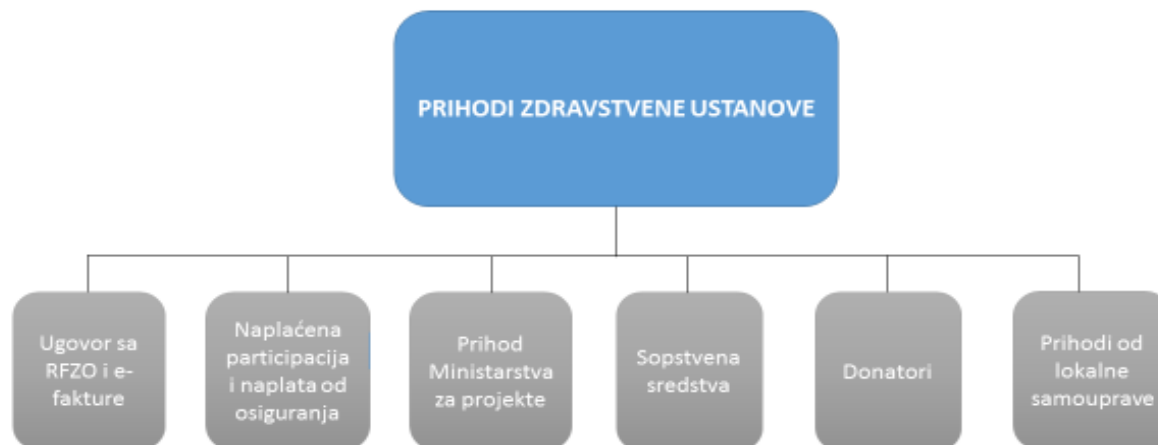 PRIHODI ZDRAVSTVENE USTANOVE
Ugovor sa
RFZO i e-
fakture
Naplaćena
participacija
i naplata od
osiguranja
Prihod
Ministarstva
za projekte
Sopstvena
sredstva
Donatori
Prihodi od
lokalne
samouprave